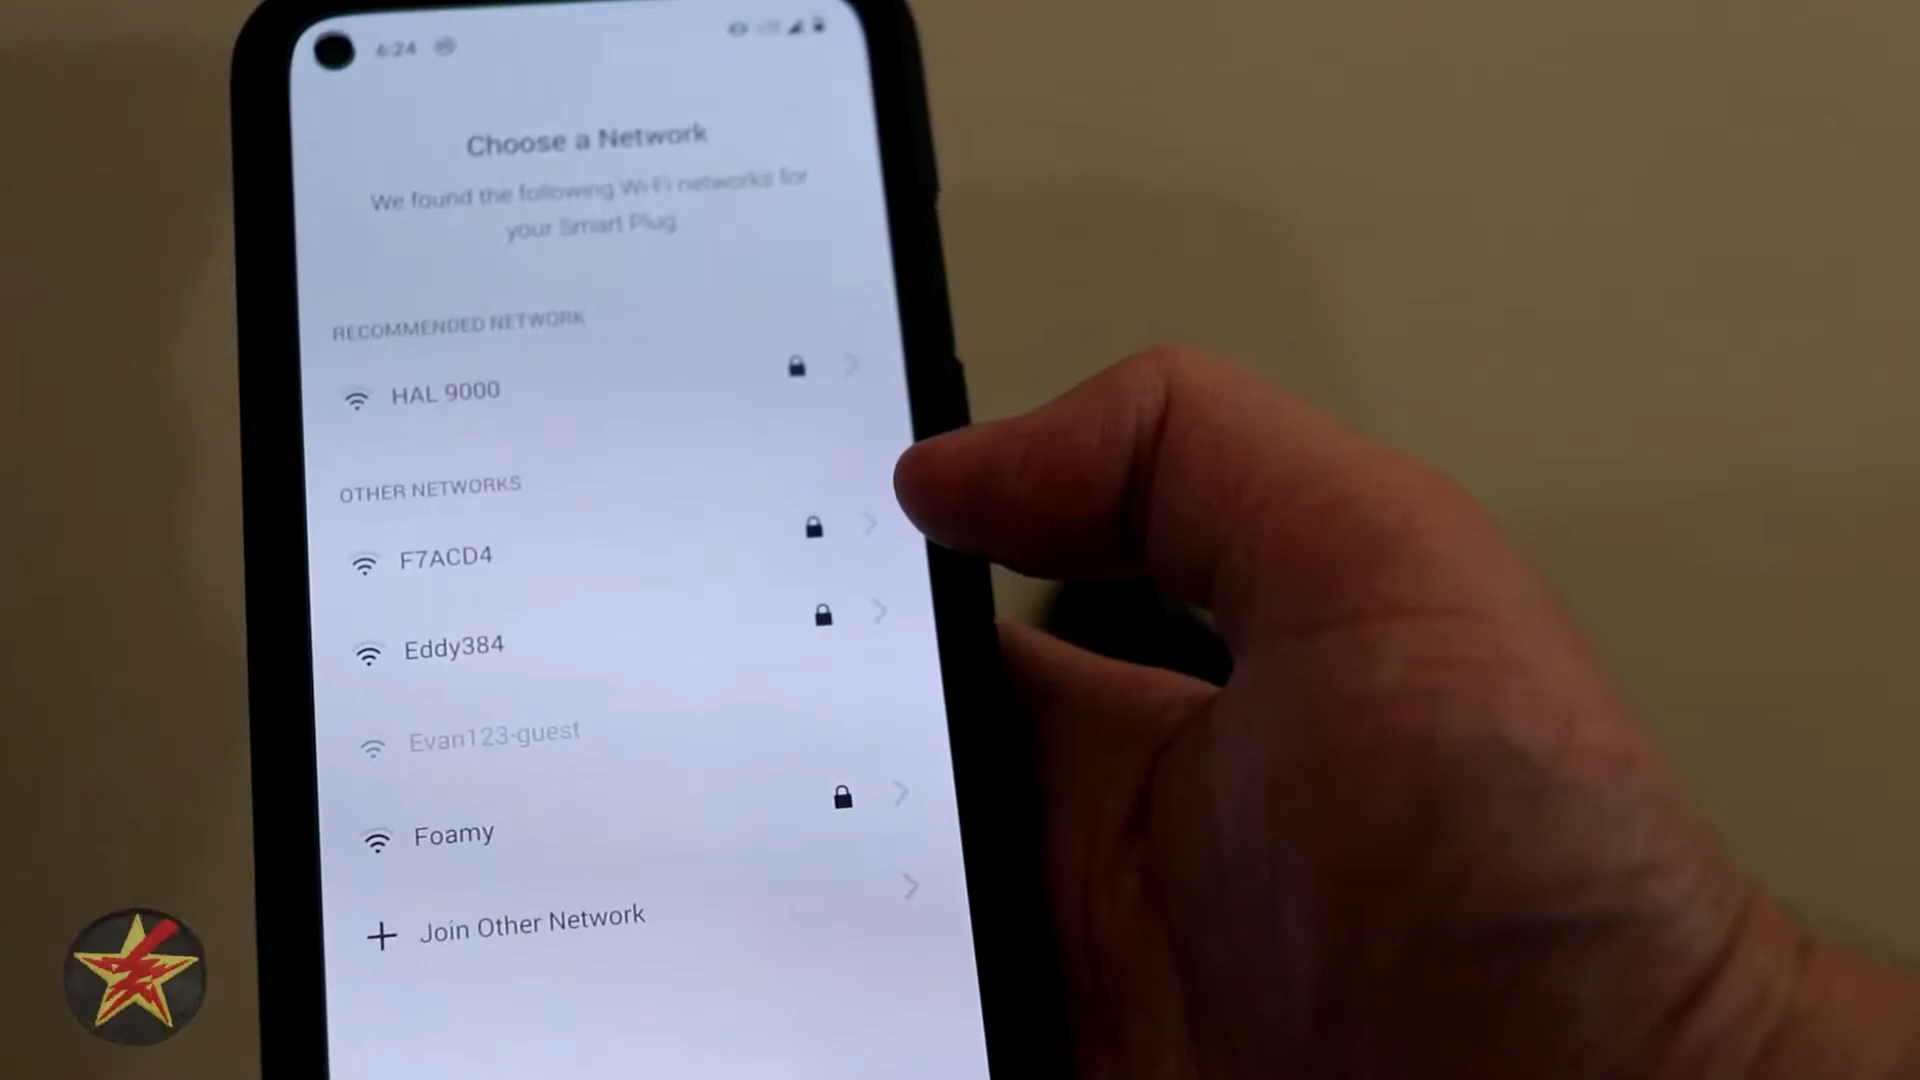 6:24
Choose a Network
We found the following Wi-Fi networks for
your Smart Plug
RECOMMENDED NETWORK
HAL 9000
OTHER NETWORKS
F7ACD4
Eddy384
Evan123-guest
Foamy
Join Other Network